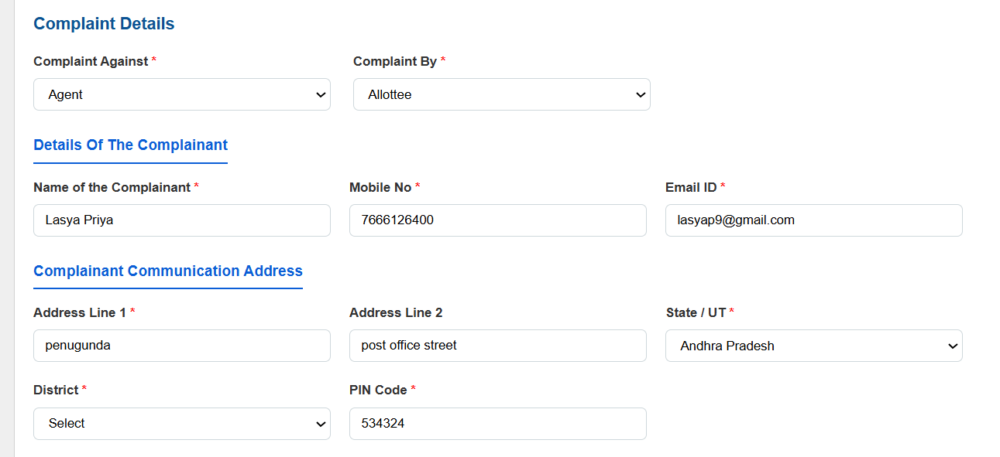 Complaint Details
Complaint Against * Complaint By *
Agent Allottee
Details Of The Complainant
Name of the Complainant * Mobile No * Email ID *
Lasya Priya 7666126400 lasyap9@gmail.com
Complainant Communication Address
Address Line 1 * Address Line 2 State / UT *
penugunda post office street Andhra Pradesh
District * PIN Code *
Select 534324